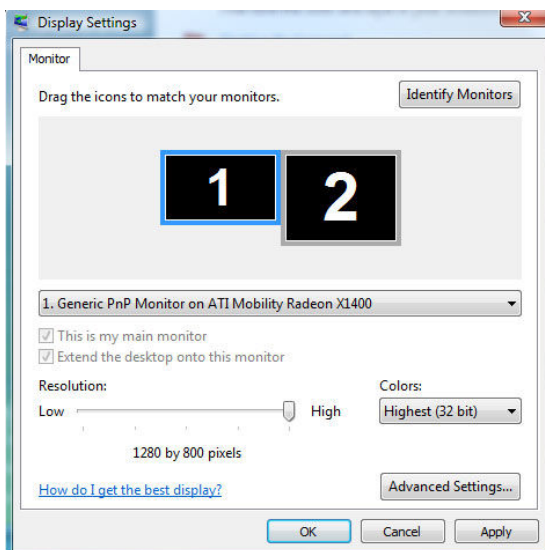 Display Settings
Monitor
Drag the icons to match your monitors.
Identify Monitors
1
2
1. Generic PnP Monitor on ATI Mobility Radeon X1400
This is my main monitor
Extend the desktop onto this monitor
Resolution:
Colors:
Low
High
Highest (32 bit)
1280 by 800 pixels
How do I get the best display?
Advanced Settings...
OK
Cancel
Apply